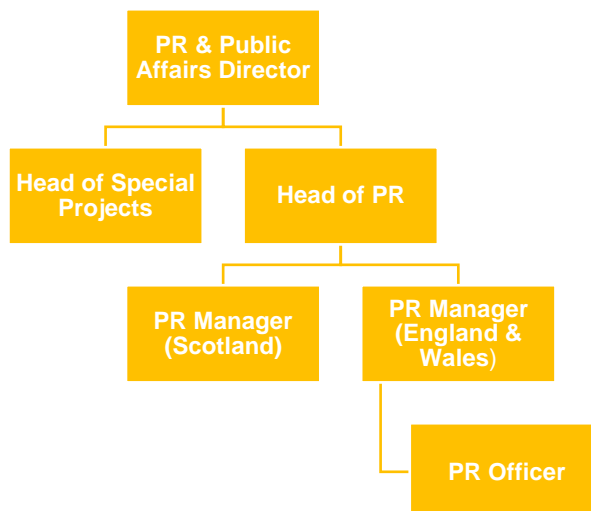 PR & Public
Affairs Director
Head of Special
Projects
Head of PR
PR Manager
(Scotland)
PR Manager
(England &
Wales)
PR Officer